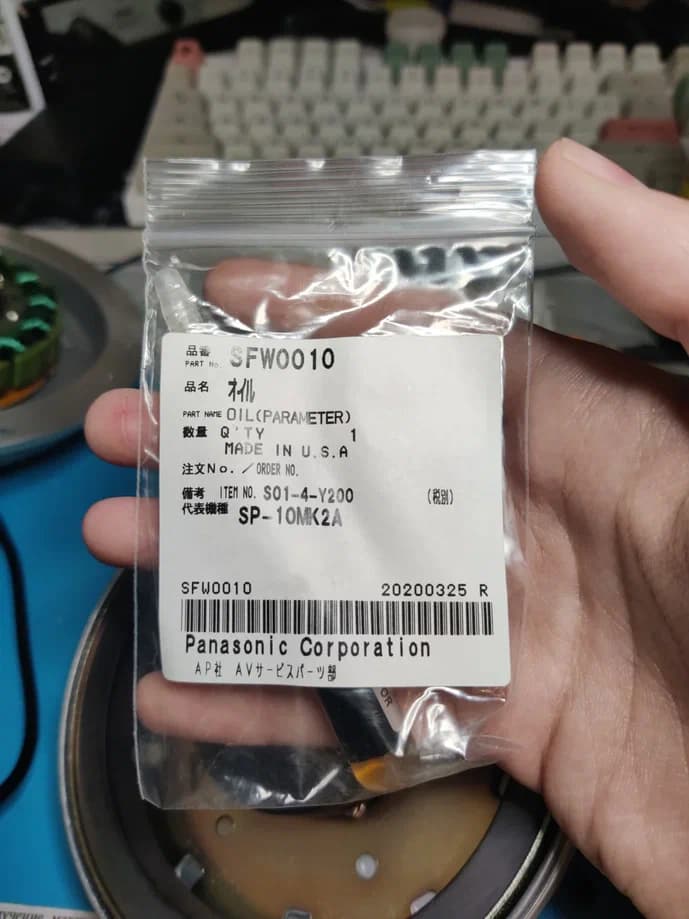 品番 PART No. SFW0010
品名 オイル
PART NAME OIL(PARAMETER)
数量 Q'TY 1
MADE IN U.S.A
注文No. / ORDER NO.
備考 ITEM NO. S01-4-Y200 (税別)
代表機種 SP-10MK2A
SFW0010 20200325 R
Panasonic Corporation
AP社 AVサービスパーツ部
OR